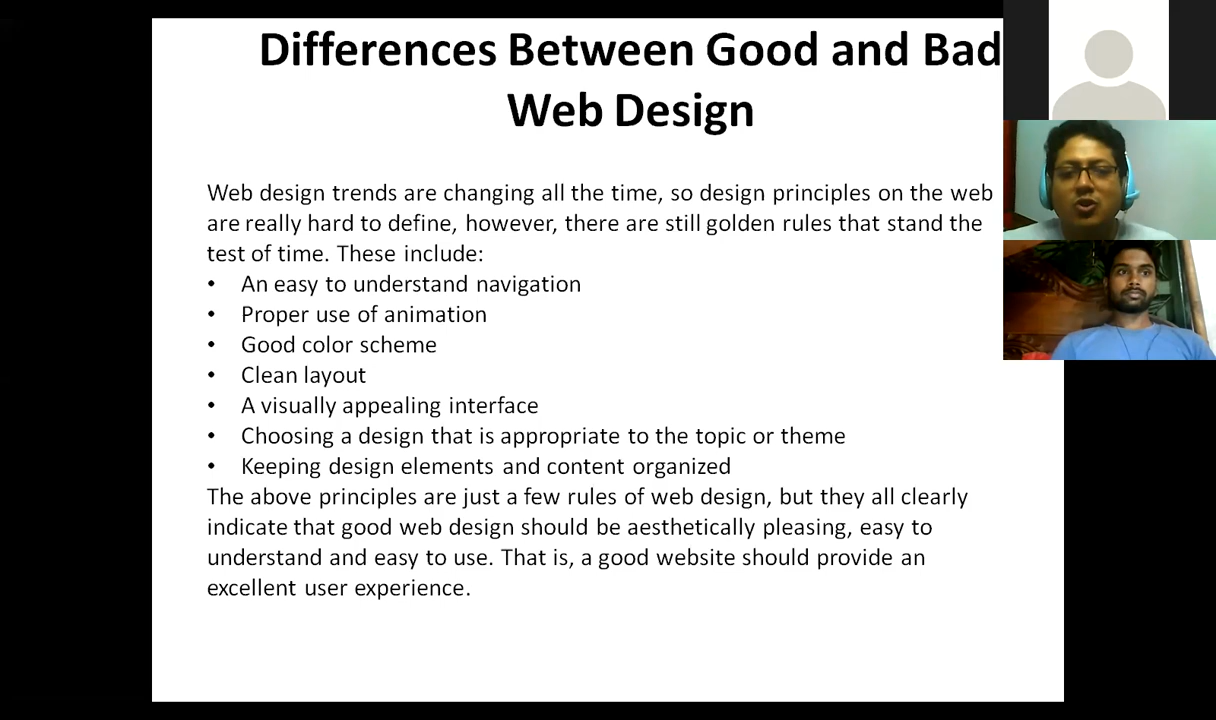 Differences Between Good and Bad
Web Design
Web design trends are changing all the time, so design principles on the web
are really hard to define, however, there are still golden rules that stand the
test of time. These include:
• An easy to understand navigation
• Proper use of animation
• Good color scheme
• Clean layout
• A visually appealing interface
• Choosing a design that is appropriate to the topic or theme
• Keeping design elements and content organized
The above principles are just a few rules of web design, but they all clearly
indicate that good web design should be aesthetically pleasing, easy to
understand and easy to use. That is, a good website should provide an
excellent user experience.